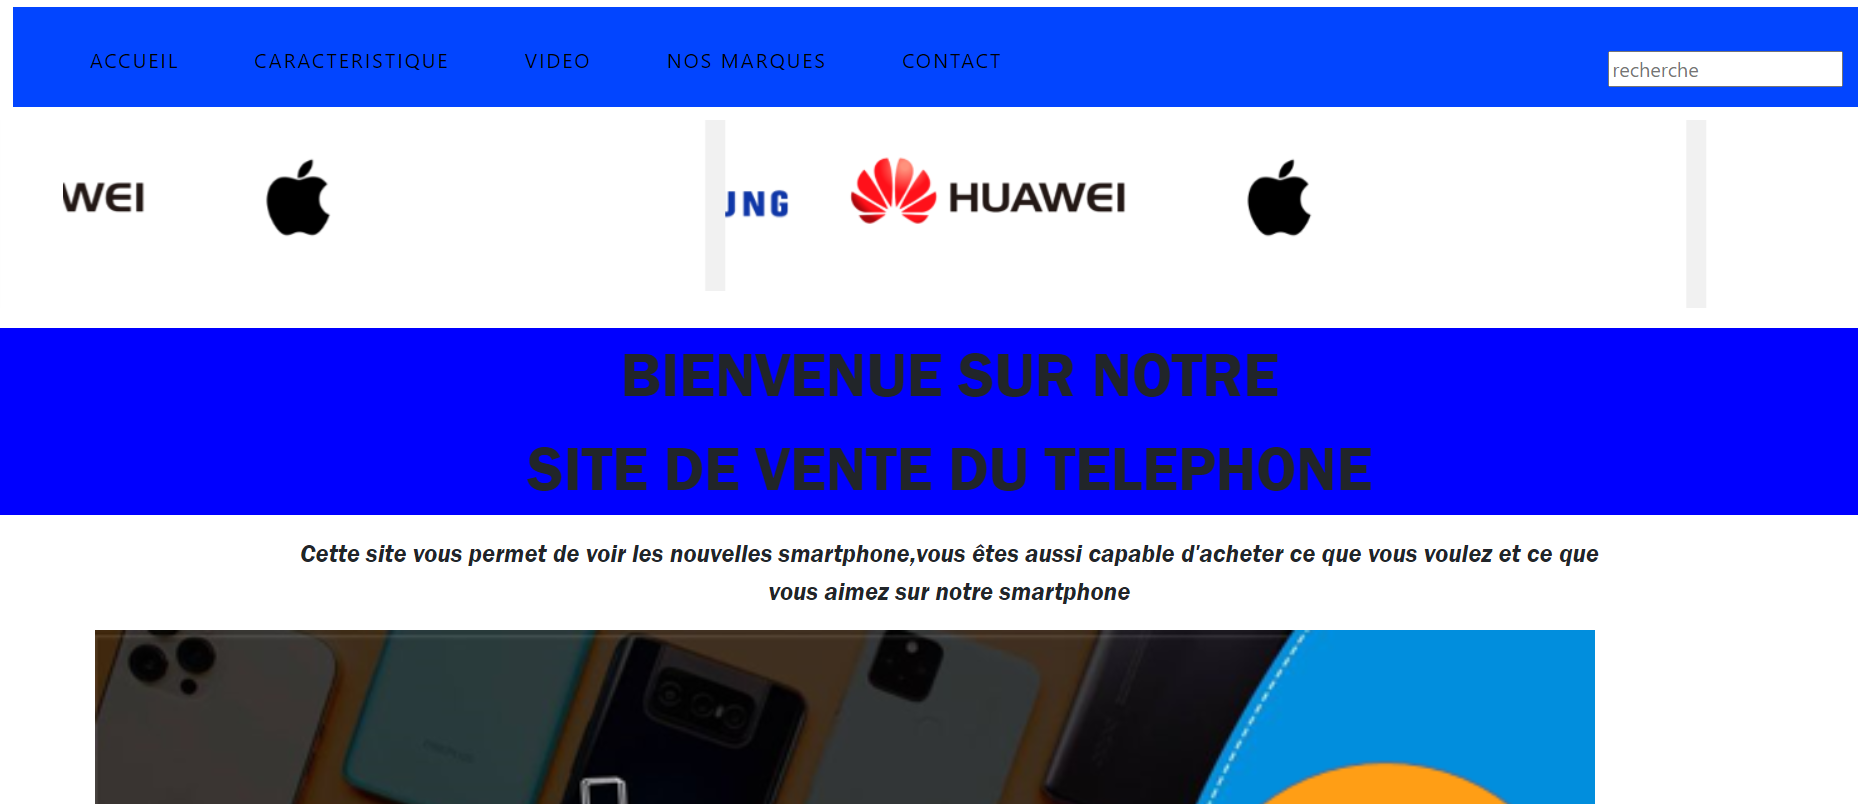 ACCUEIL CARACTERISTIQUE VIDEO NOS MARQUES CONTACT
recherche
WEI
UNG HUAWEI
BIENVENUE SUR NOTRE
SITE DE VENTE DU TELEPHONE
Cette site vous permet de voir les nouvelles smartphone,vous êtes aussi capable d'acheter ce que vous voulez et ce que
vous aimez sur notre smartphone